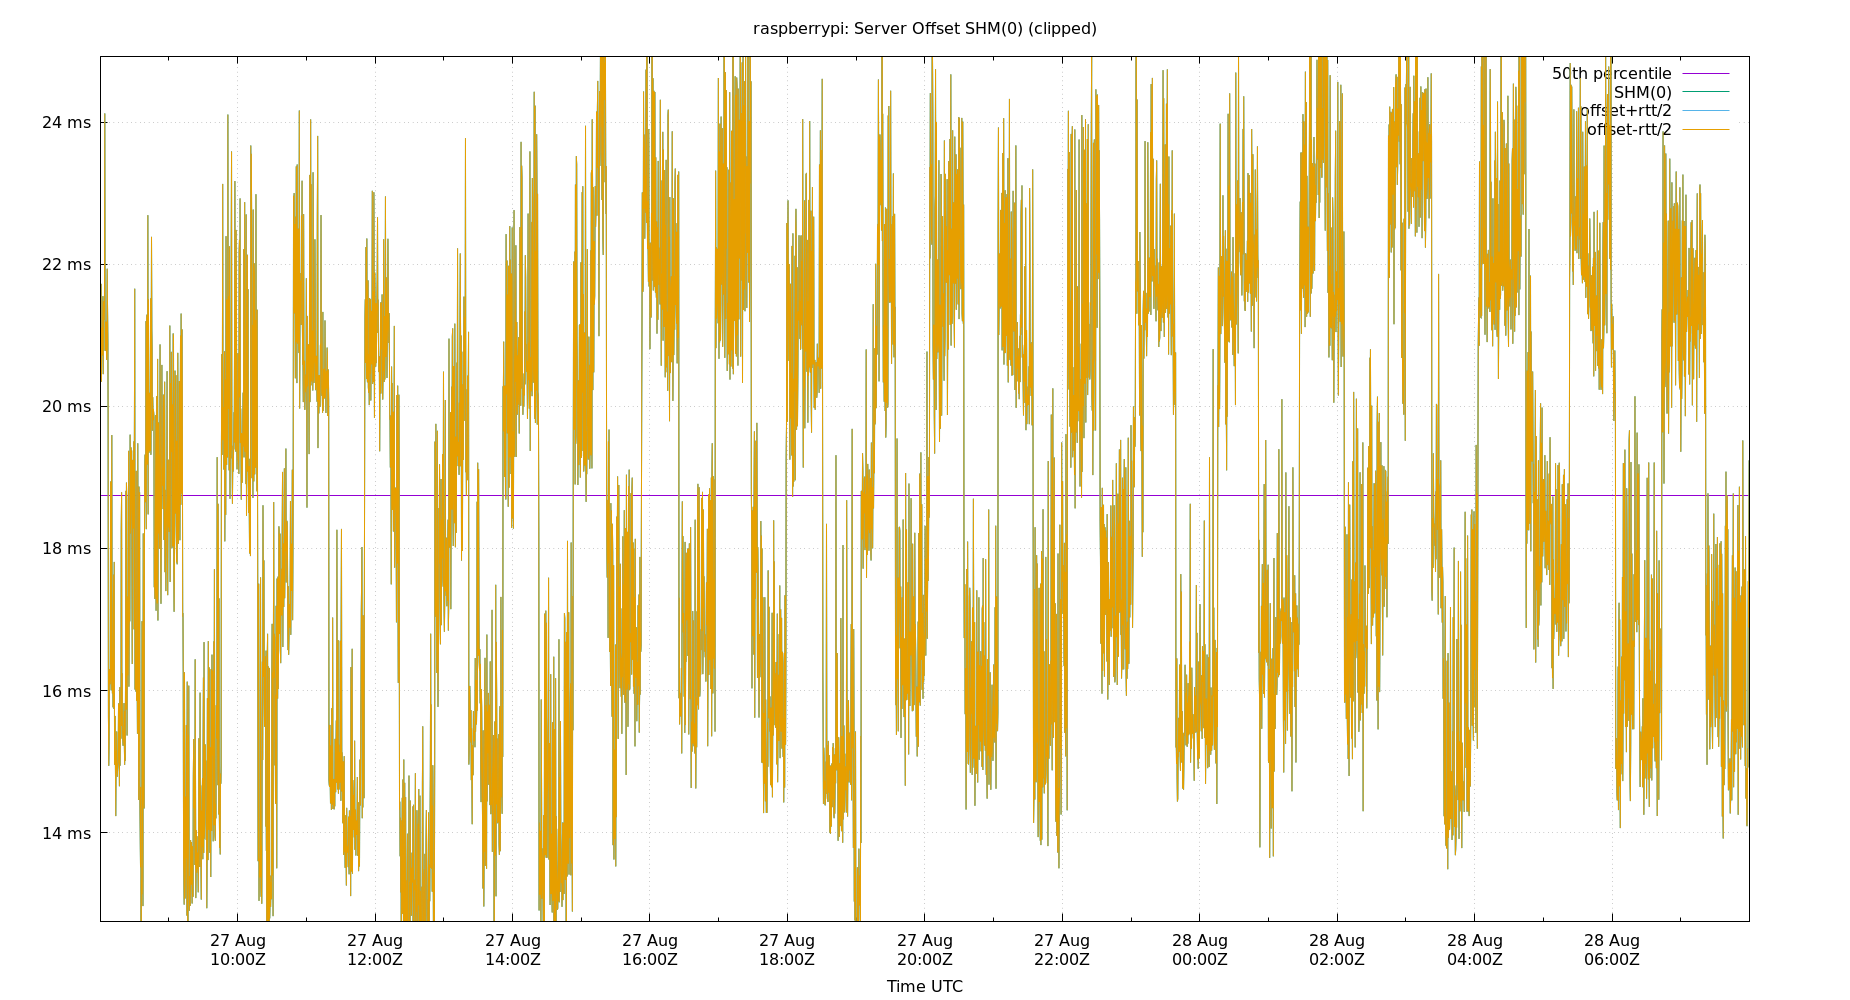 raspberrypi: Server Offset SHM(0) (clipped)
50th percentile
SHM(0)
offset+rtt/2
offset-rtt/2
24 ms
22 ms
20 ms
18 ms
16 ms
14 ms
27 Aug 27 Aug 27 Aug 27 Aug 27 Aug 27 Aug 27 Aug 28 Aug 28 Aug 28 Aug 28 Aug
10:00Z 12:00Z 14:00Z 16:00Z 18:00Z 20:00Z 22:00Z 00:00Z 02:00Z 04:00Z 06:00Z
Time UTC